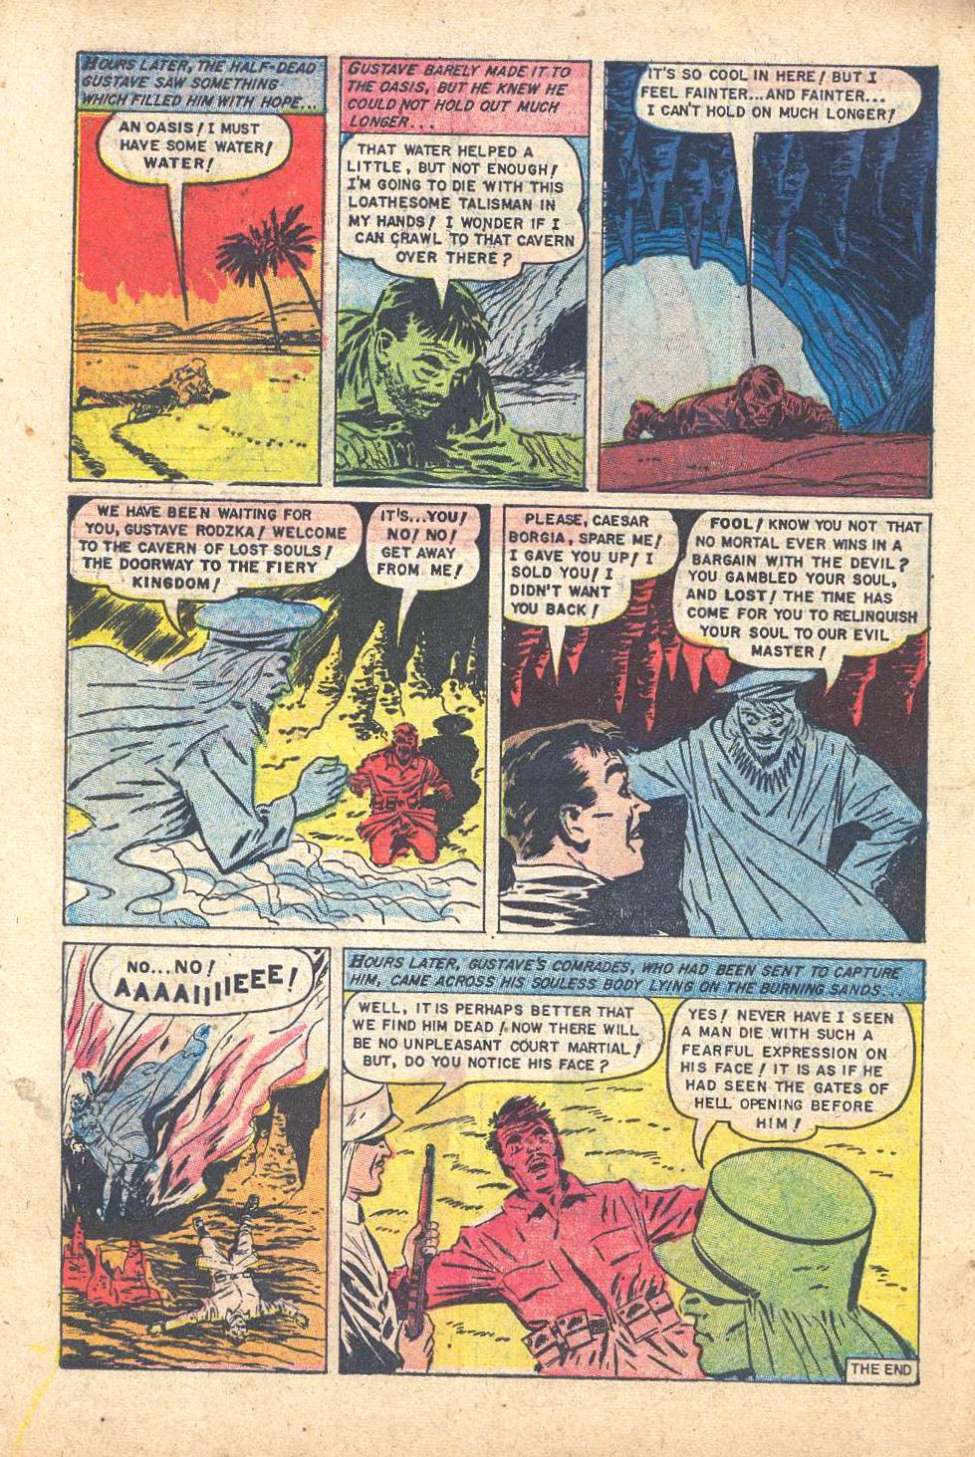 HOURS LATER, THE HALF-DEAD
GUSTAVE SAW SOMETHING
WHICH FILLED HIM WITH HOPE...
AN OASIS! I MUST
HAVE SOME WATER!
WATER!
GUSTAVE BARELY MADE IT TO
THE OASIS, BUT HE KNEW HE
COULD NOT HOLD OUT MUCH
LONGER...
THAT WATER HELPED A
LITTLE, BUT NOT ENOUGH!
I'M GOING TO DIE WITH THIS
LOATHESOME TALISMAN IN
MY HANDS! I WONDER IF I
CAN CRAWL TO THAT CAVERN
OVER THERE?
IT'S SO COOL IN HERE! BUT I
FEEL FAINTER...AND FAINTER...
I CAN'T HOLD ON MUCH LONGER!
WE HAVE BEEN WAITING FOR
YOU, GUSTAVE RODZKA! WELCOME
TO THE CAVERN OF LOST SOULS!
THE DOORWAY TO THE FIERY
KINGDOM!
IT'S...YOU!
NO! NO!
GET AWAY
FROM ME!
PLEASE, CAESAR
BORGIA, SPARE ME!
I GAVE YOU UP! I
SOLD YOU! I
DIDN'T WANT
YOU BACK!
FOOL! KNOW YOU NOT THAT
NO MORTAL EVER WINS IN A
BARGAIN WITH THE DEVIL?
YOU GAMBLED YOUR SOUL,
AND LOST! THE TIME HAS
COME FOR YOU TO RELINQUISH
YOUR SOUL TO OUR EVIL
MASTER!
NO...NO!
AAAAIIIIIEEE!
HOURS LATER, GUSTAVE'S COMRADES, WHO HAD BEEN SENT TO CAPTURE
HIM, CAME ACROSS HIS SOULESS BODY LYING ON THE BURNING SANDS...
WELL, IT IS PERHAPS BETTER THAT
WE FIND HIM DEAD! NOW THERE WILL
BE NO UNPLEASANT COURT MARTIAL!
BUT, DO YOU NOTICE HIS FACE?
YES! NEVER HAVE I SEEN
A MAN DIE WITH SUCH A
FEARFUL EXPRESSION ON
HIS FACE! IT IS AS IF HE
HAD SEEN THE GATES OF
HELL OPENING BEFORE
HIM!
THE END